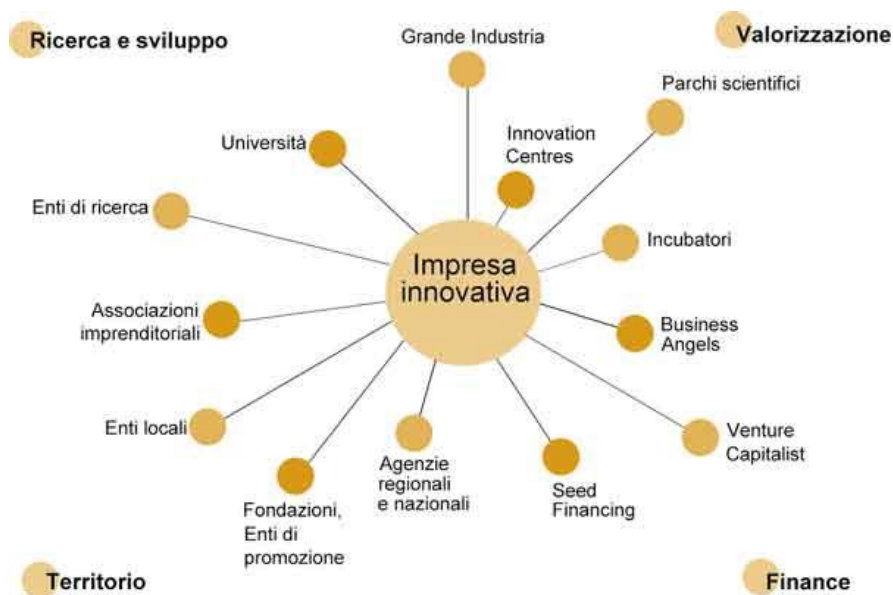 Ricerca e sviluppo
Grande Industria
Valorizzazione
Parchi scientifici
Università
Innovation
Centres
Enti di ricerca
Incubatori
Impresa
innovativa
Associazioni
imprenditoriali
Business
Angels
Enti locali
Venture
Capitalist
Agenzie
regionali
e nazionali
Seed
Financing
Fondazioni,
Enti di
promozione
Territorio
Finance